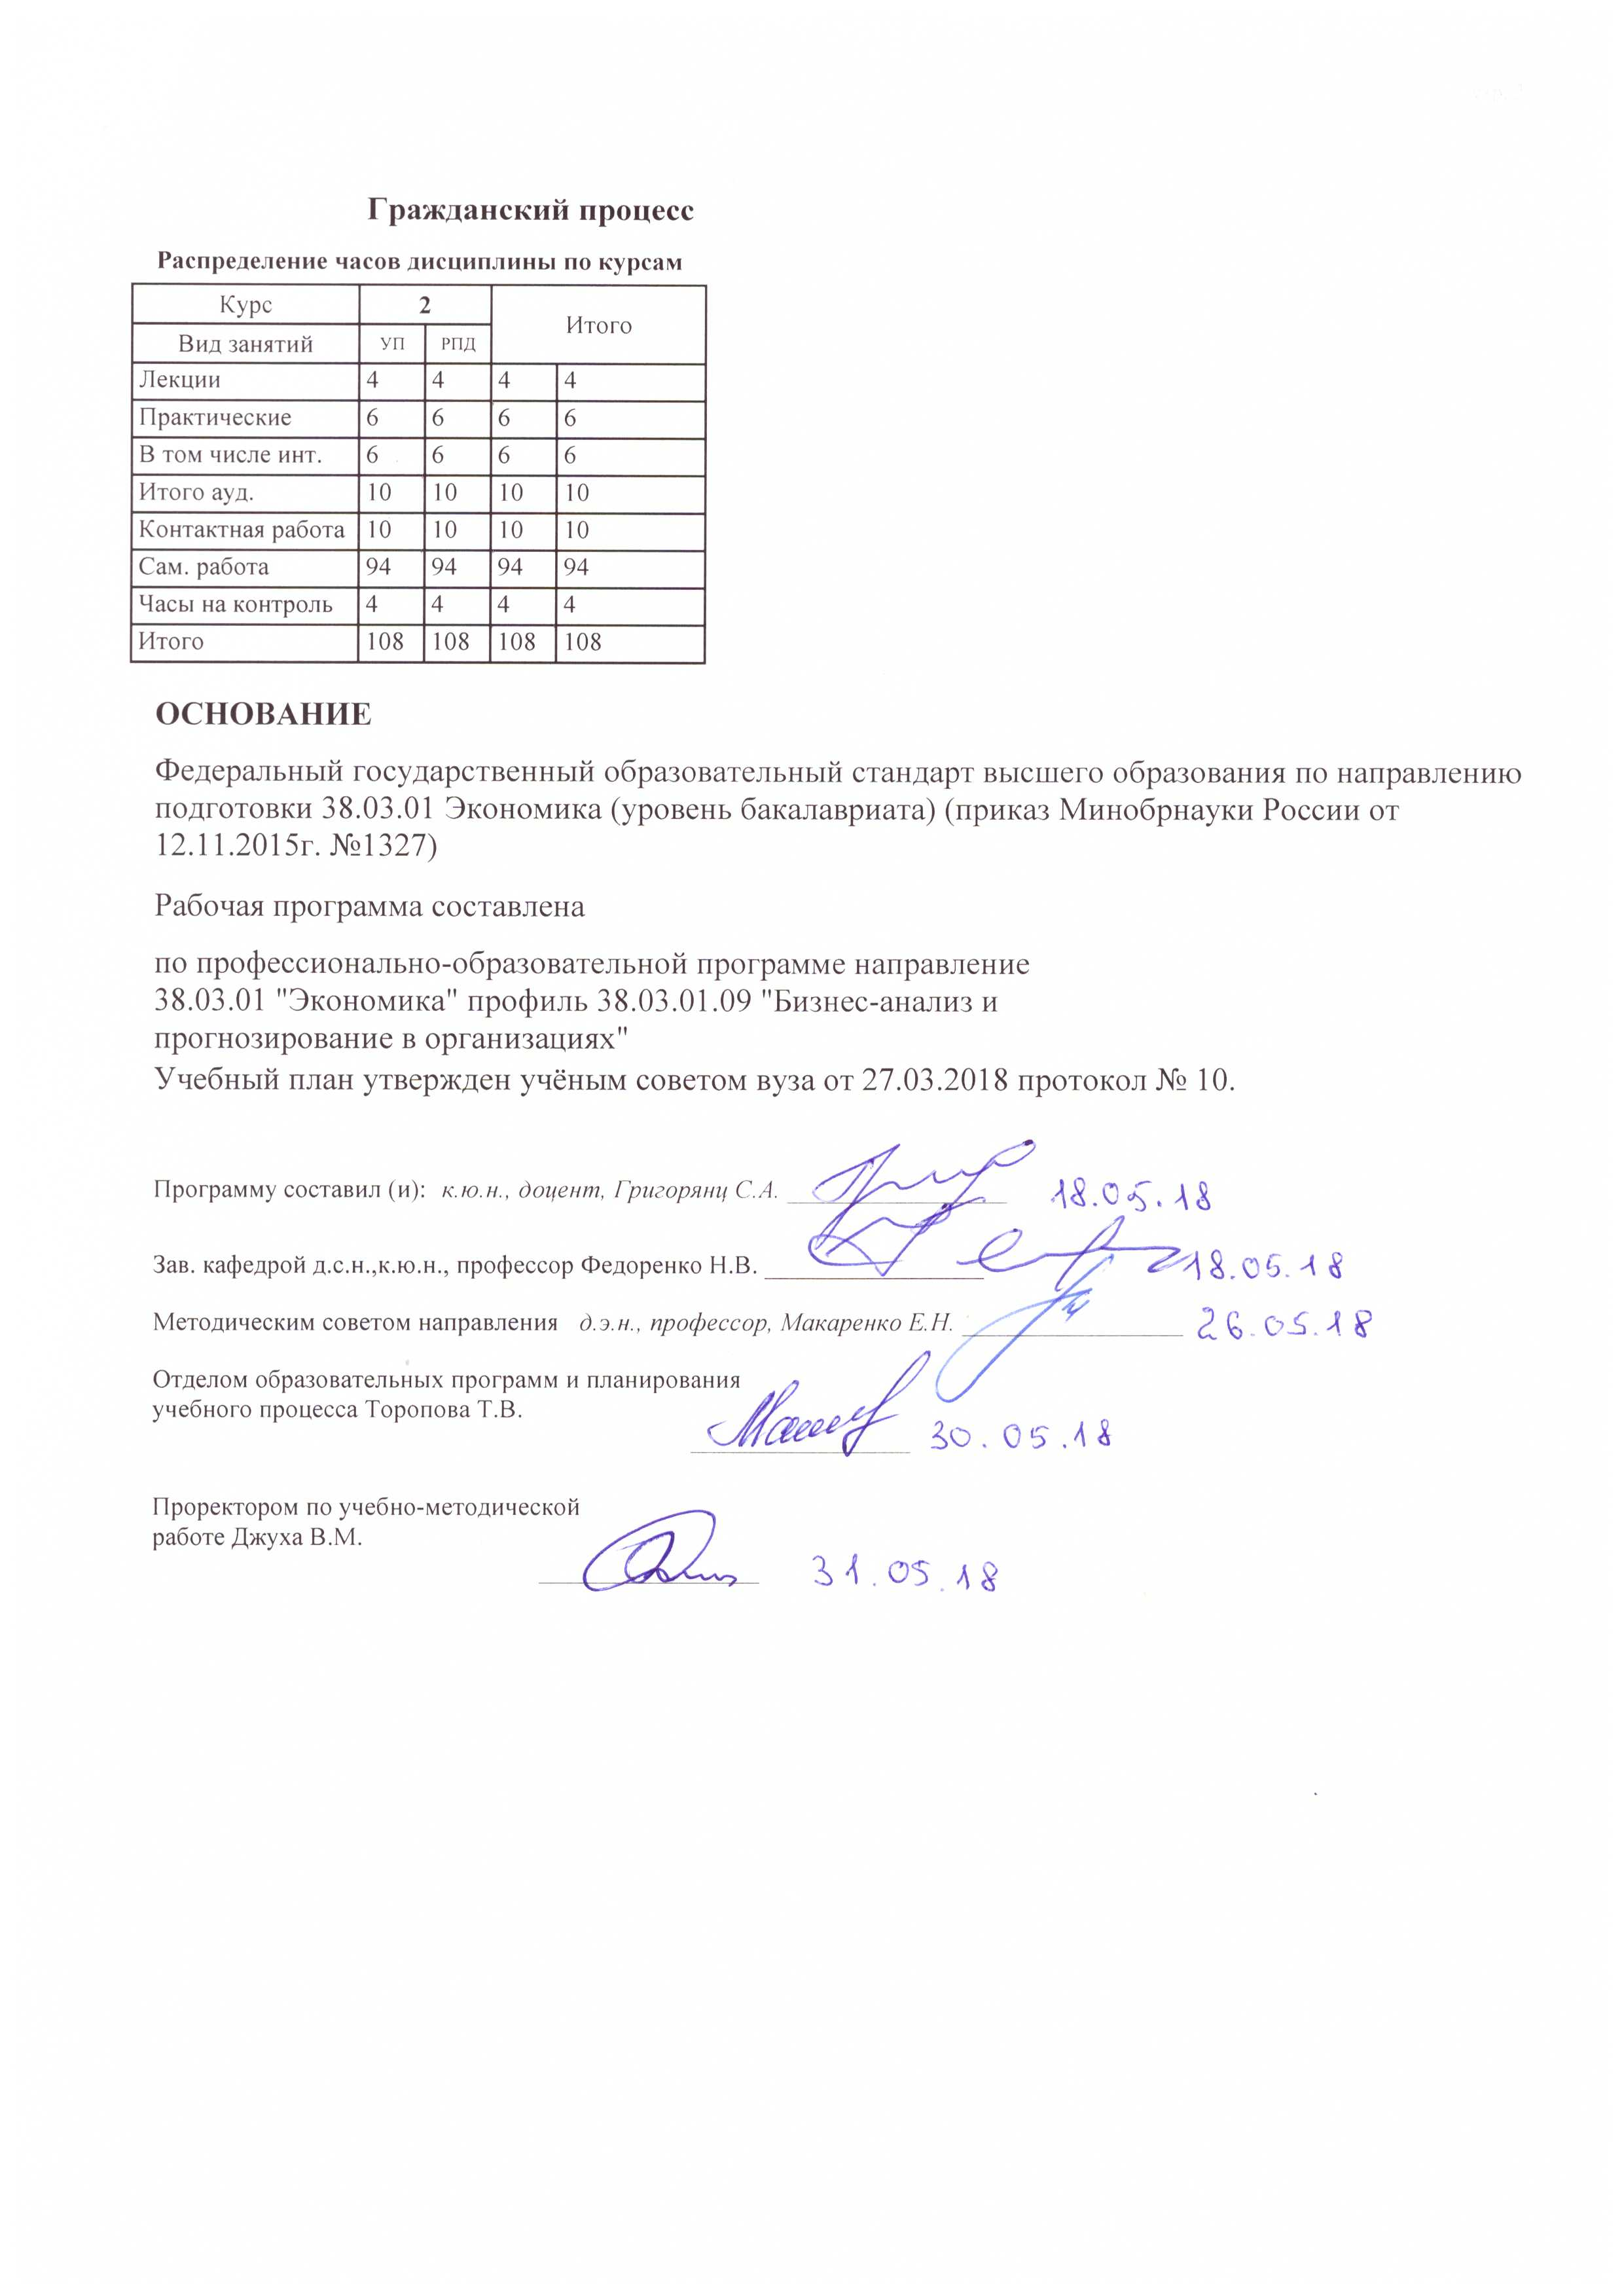 Гражданский процесс
Распределение часов дисциплины по курсам
Курс 2 Итого
Вид занятий УП РПД
Лекции 4 4 4 4
Практические 6 6 6 6
В том числе инт. 6 6 6 6
Итого ауд. 10 10 10 10
Контактная работа 10 10 10 10
Сам. работа 94 94 94 94
Часы на контроль 4 4 4 4
Итого 108 108 108 108
ОСНОВАНИЕ
Федеральный государственный образовательный стандарт высшего образования по направлению
подготовки 38.03.01 Экономика (уровень бакалавриата) (приказ Минобрнауки России от
12.11.2015г. №1327)
Рабочая программа составлена
по профессионально-образовательной программе направление
38.03.01 "Экономика" профиль 38.03.01.09 "Бизнес-анализ и
прогнозирование в организациях"
Учебный план утвержден учёным советом вуза от 27.03.2018 протокол № 10.
Программу составил (и): к.ю.н., доцент, Григорянц С.А. 18.05.18
Зав. кафедрой д.с.н.,к.ю.н., профессор Федоренко Н.В. 18.05.18
Методическим советом направления д.э.н., профессор, Макаренко Е.Н. 26.05.18
Отделом образовательных программ и планирования
учебного процесса Торопова Т.В.
30.05.18
Проректором по учебно-методической
работе Джуха В.М.
31.05.18